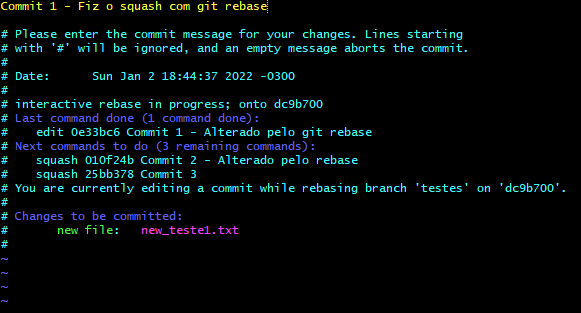 Commit 1 - Fiz o squash com git rebase

# Please enter the commit message for your changes. Lines starting
# with '#' will be ignored, and an empty message aborts the commit.
#
# Date:      Sun Jan 2 18:44:37 2022 -0300
#
# interactive rebase in progress; onto dc9b700
# Last command done (1 command done):
#    edit 0e33bc6 Commit 1 - Alterado pelo git rebase
# Next commands to do (3 remaining commands):
#    squash 010f24b Commit 2 - Alterado pelo rebase
#    squash 25bb378 Commit 3
# You are currently editing a commit while rebasing branch 'testes' on 'dc9b700'.
#
# Changes to be committed:
#       new file:   new_teste1.txt
#
~
~
~
~